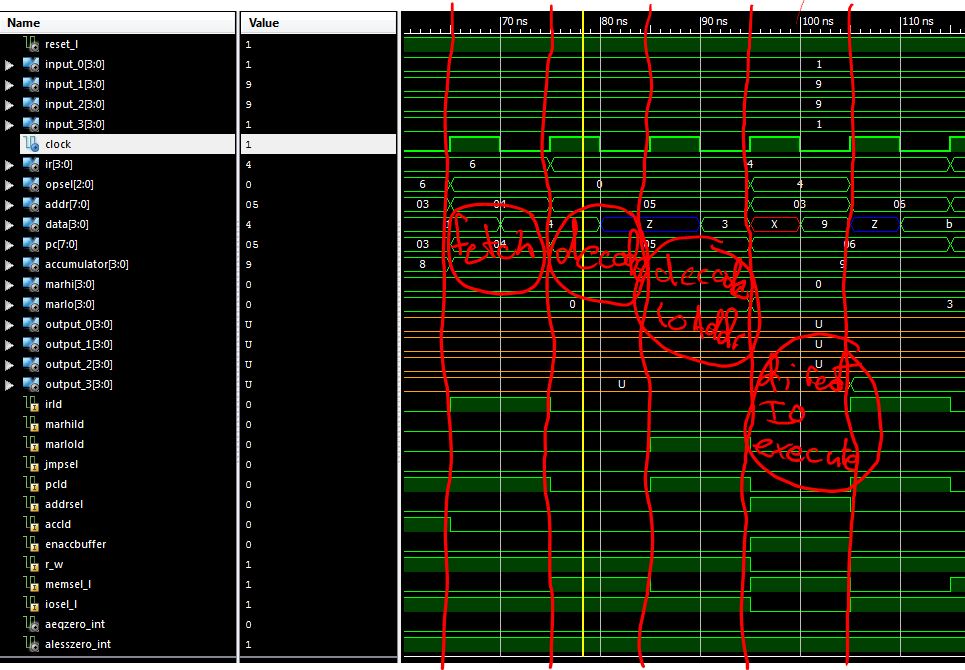 Name Value
70 ns 80 ns 90 ns 100 ns 110 ns
reset_l 1
input_0[3:0] 1 1
input_1[3:0] 9 9
input_2[3:0] 9 9
input_3[3:0] 1 1
clock 1
ir[3:0] 4 6 4
opsel[2:0] 0 6 0 4
addr[7:0] 05 03 04 05 03 05
data[3:0] 4 4 Z 3 X 9 Z b
pc[7:0] 05 03 04 05 06
accumulator[3:0] 9 8 9
marhi[3:0] 0 0
marlo[3:0] 0 0 3
output_0[3:0] U U
output_1[3:0] U U
output_2[3:0] U U
output_3[3:0] U U
irld 0
marhild 0
marlold 0
jmpsel 0
pcld 0
addrsel 0
accld 0
enaccbuffer 0
r_w 1
memsel_l 1
iosel_l 1
aeqzero_int 0
alesszero_int 1
fetch
decode
decode
lo addr
direct
IO
execute